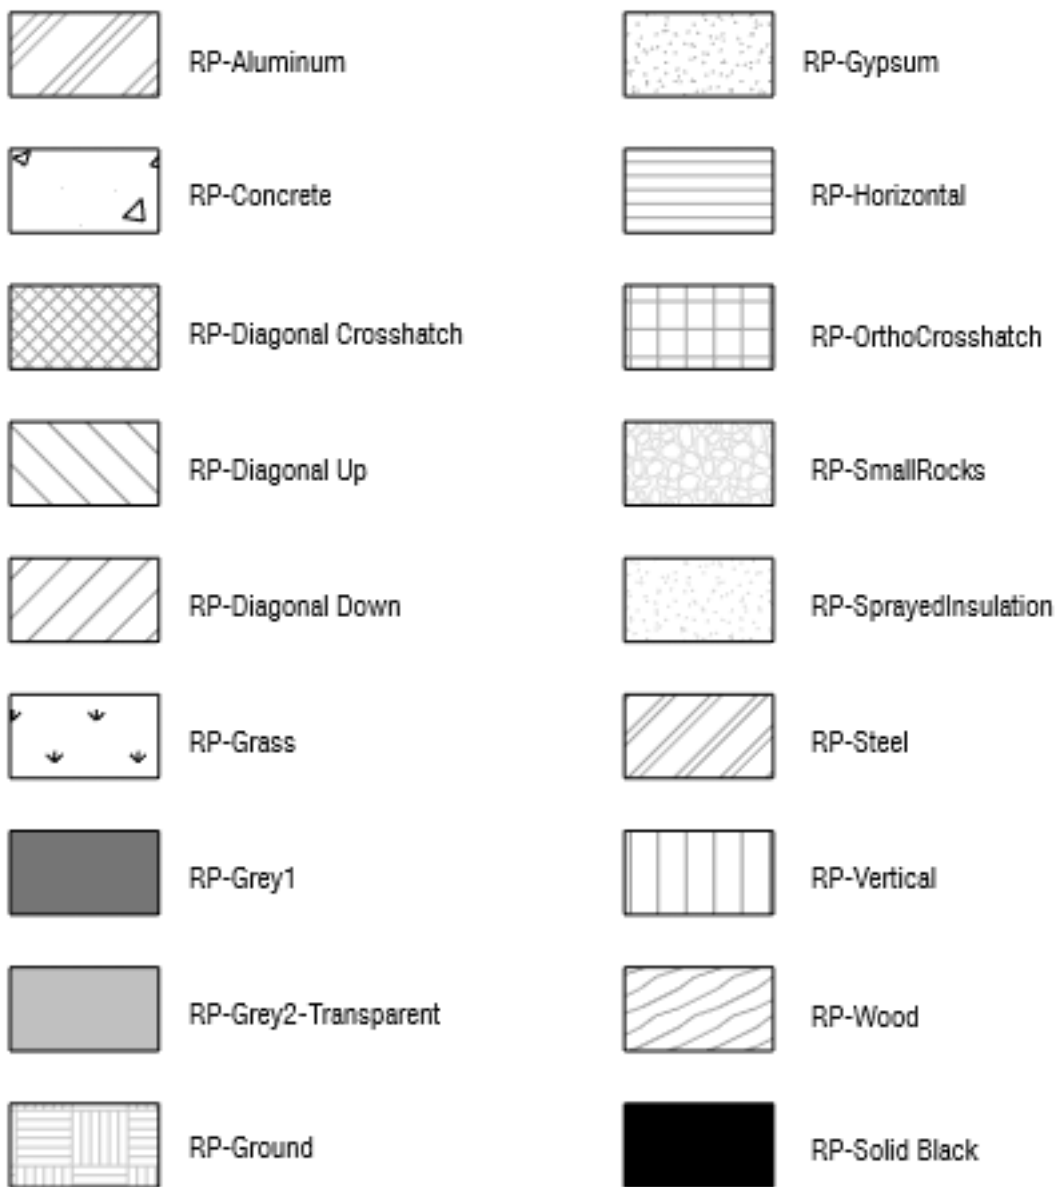 RP-Aluminum
RP-Concrete
RP-Diagonal Crosshatch
RP-Diagonal Up
RP-Diagonal Down
RP-Grass
RP-Grey1
RP-Grey2-Transparent
RP-Ground
RP-Gypsum
RP-Horizontal
RP-OrthoCrosshatch
RP-SmallRocks
RP-SprayedInsulation
RP-Steel
RP-Vertical
RP-Wood
RP-Solid Black